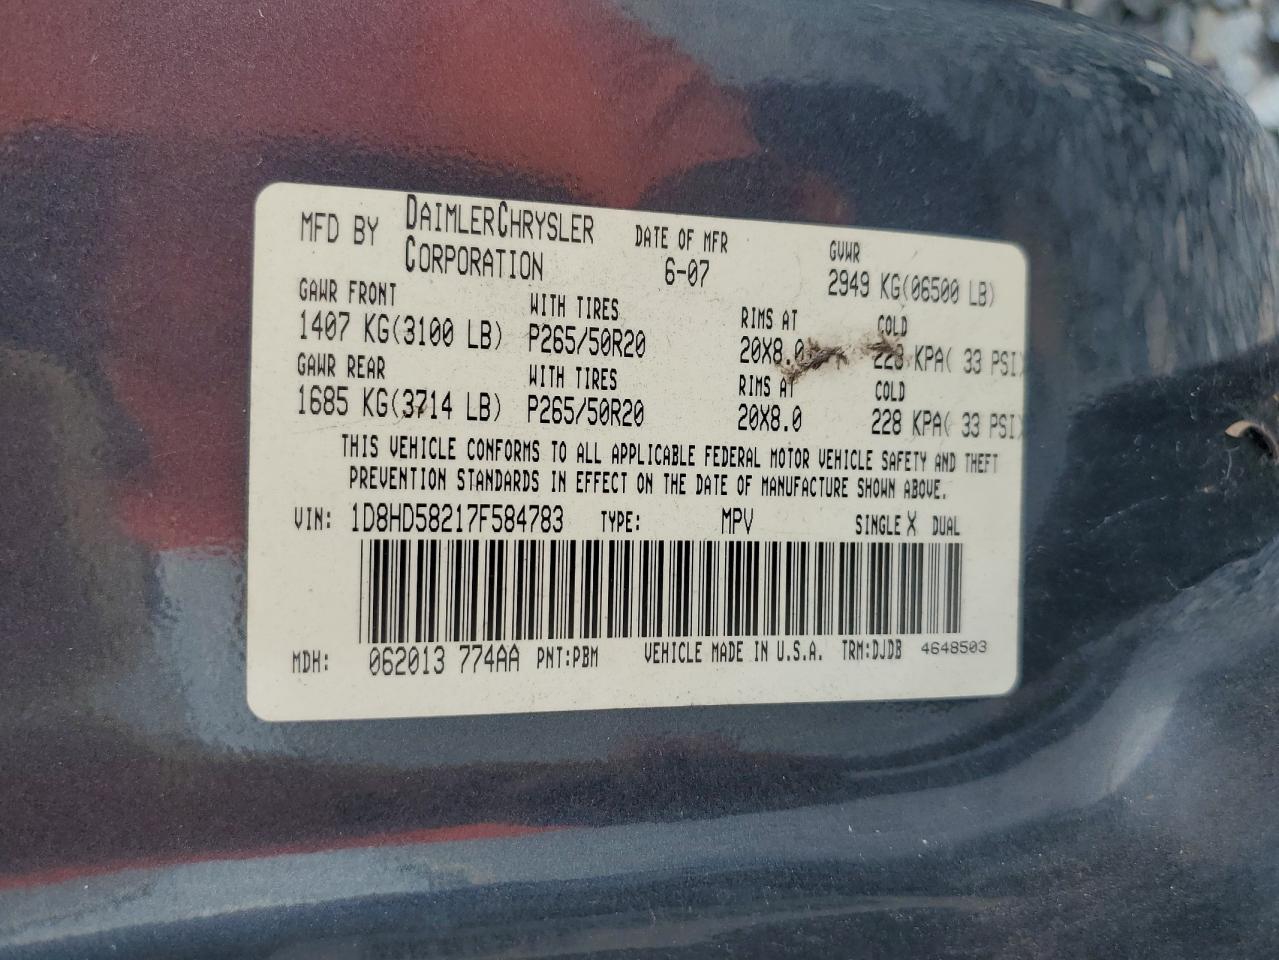 MFD BY DAIMLERCHRYSLER CORPORATION DATE OF MFR 6-07 GVWR 2949 KG(06500 LB)
GAWR FRONT WITH TIRES RIMS AT COLD
1407 KG(3100 LB) P265/50R20 20X8.0 228 KPA( 33 PSI)
GAWR REAR WITH TIRES RIMS AT COLD
1685 KG(3714 LB) P265/50R20 20X8.0 228 KPA( 33 PSI)
THIS VEHICLE CONFORMS TO ALL APPLICABLE FEDERAL MOTOR VEHICLE SAFETY AND THEFT
PREVENTION STANDARDS IN EFFECT ON THE DATE OF MANUFACTURE SHOWN ABOVE.
VIN: 1D8HD58217F584783 TYPE: MPV SINGLE X DUAL
MDH: 062013 774AA PNT:PBM VEHICLE MADE IN U.S.A. TRM:DJDB 4648503